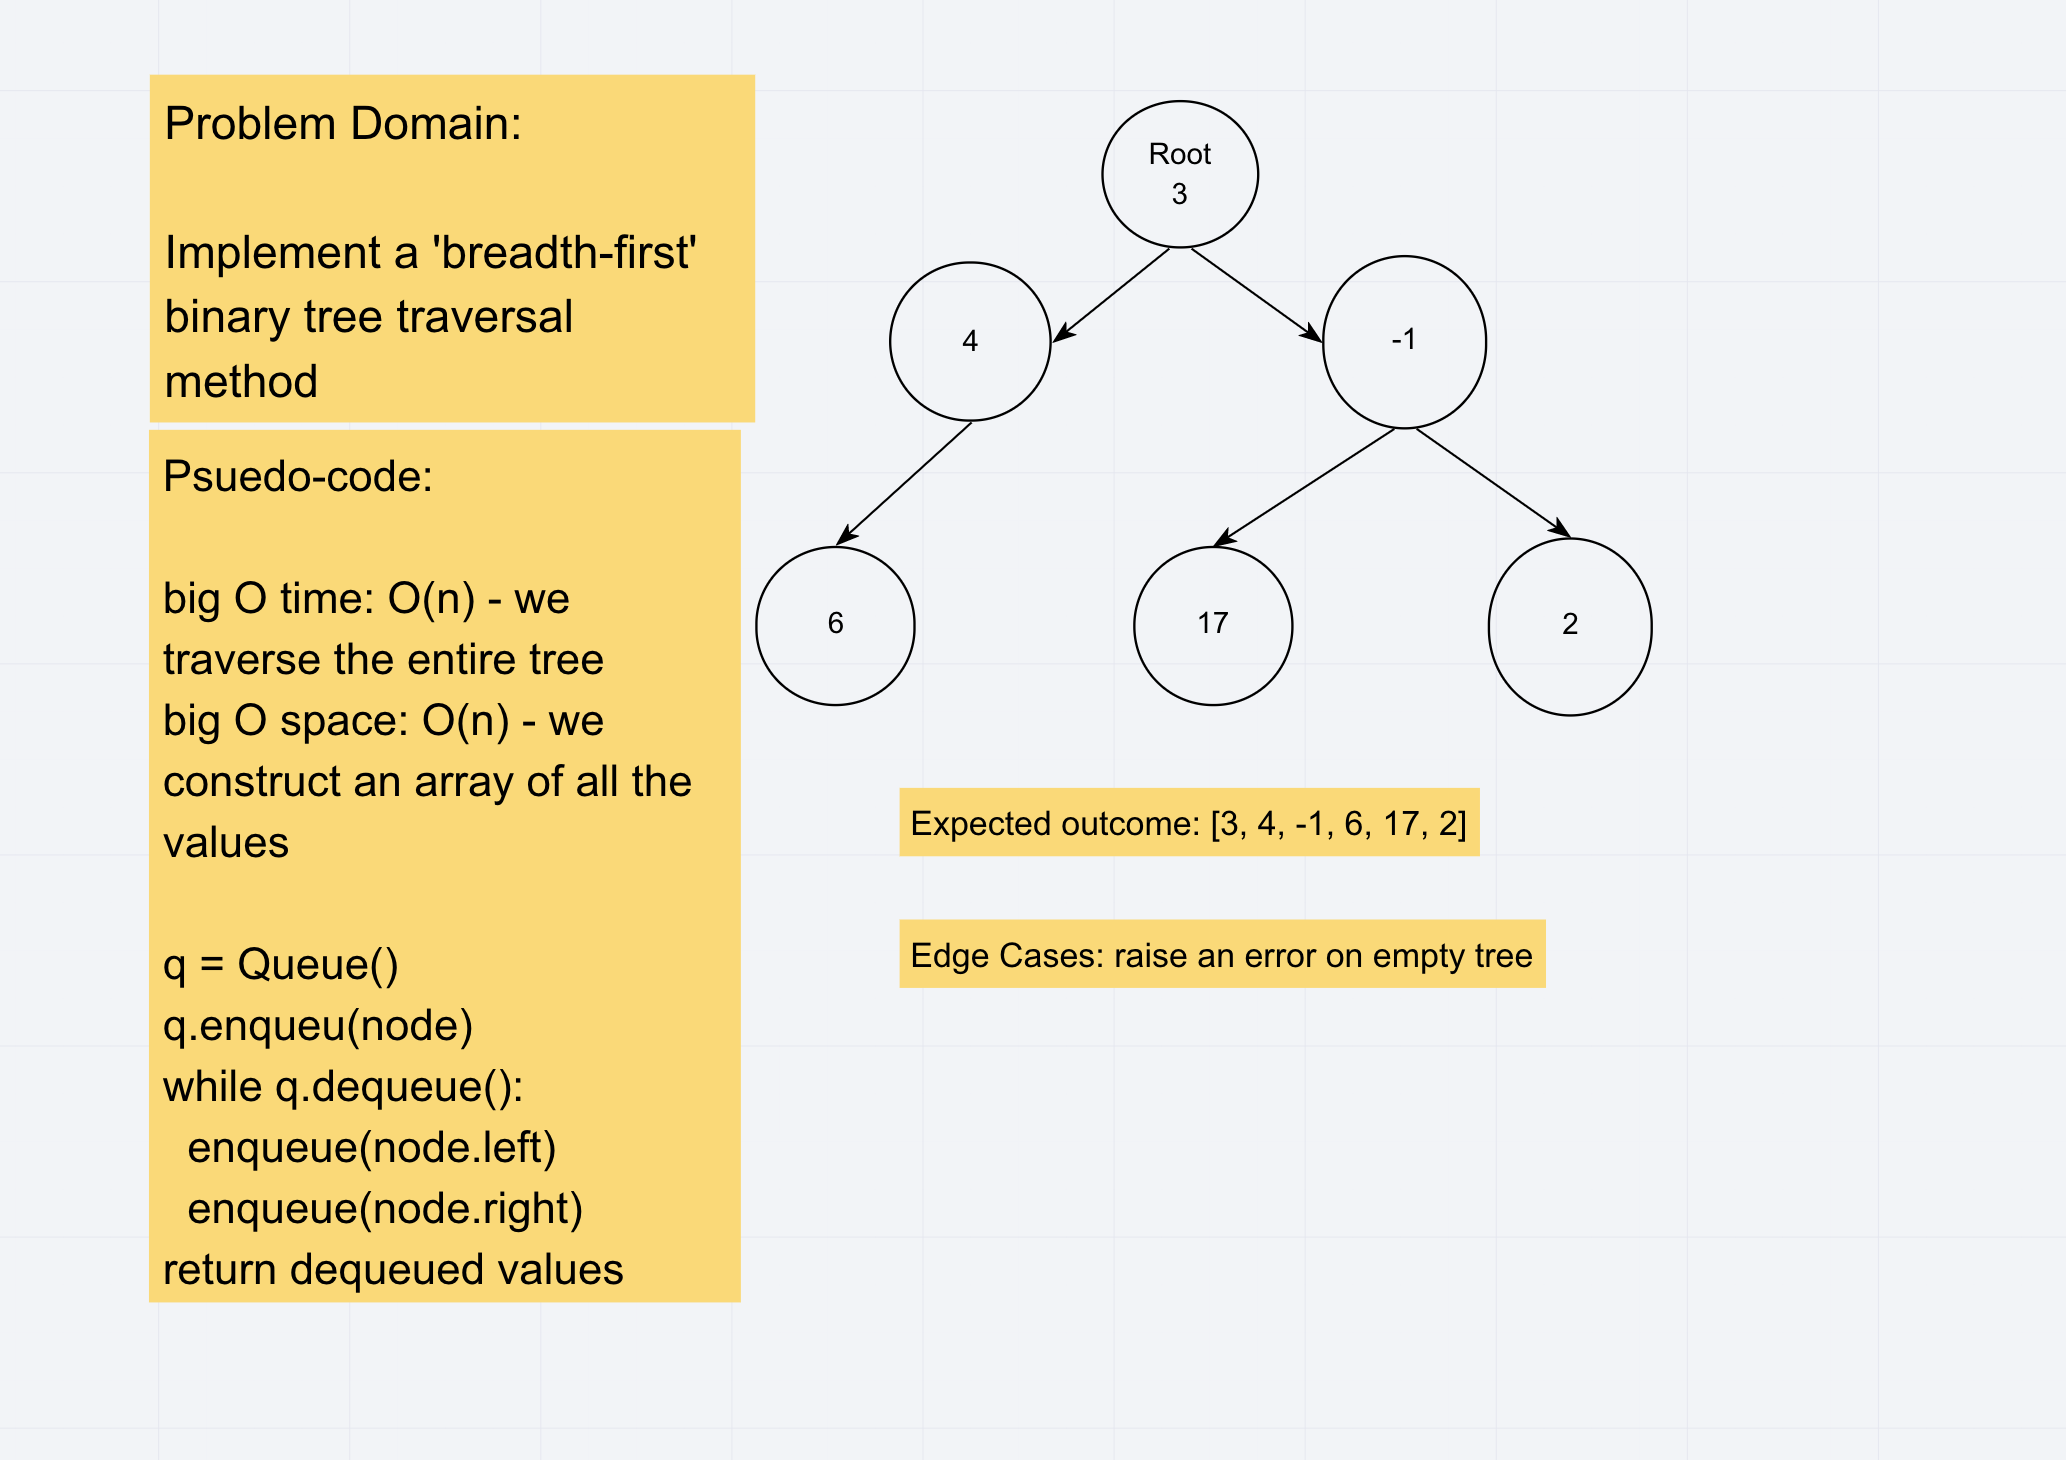 Problem Domain:
Implement a 'breadth-first'
binary tree traversal
method
Psuedo-code:
big O time: O(n) - we
traverse the entire tree
big O space: O(n) - we
construct an array of all the
values
q = Queue()
q.enqueu(node)
while q.dequeue():
enqueue(node.left)
enqueue(node.right)
return dequeued values
Root
3
4
-1
6
17
2
Expected outcome: [3, 4, -1, 6, 17, 2]
Edge Cases: raise an error on empty tree